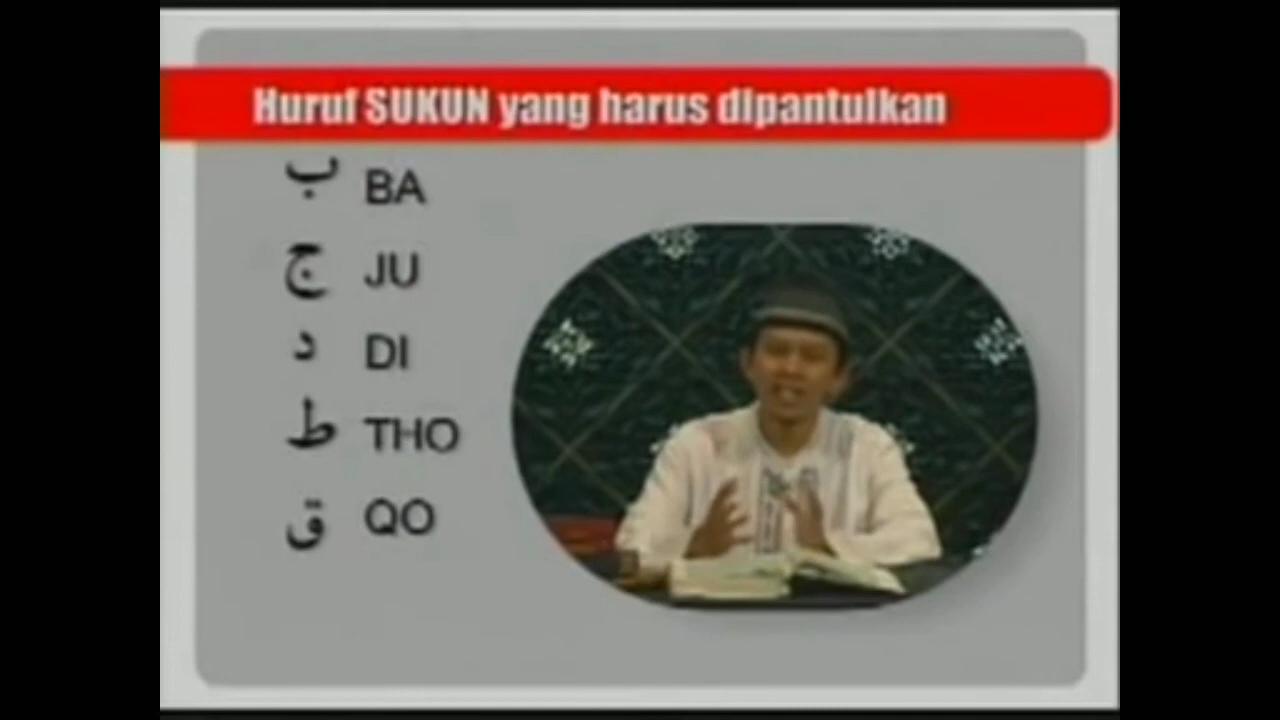 Huruf SUKUN yang harus dipantulkan
ب BA
ج JU
د DI
ط THO
ق QO